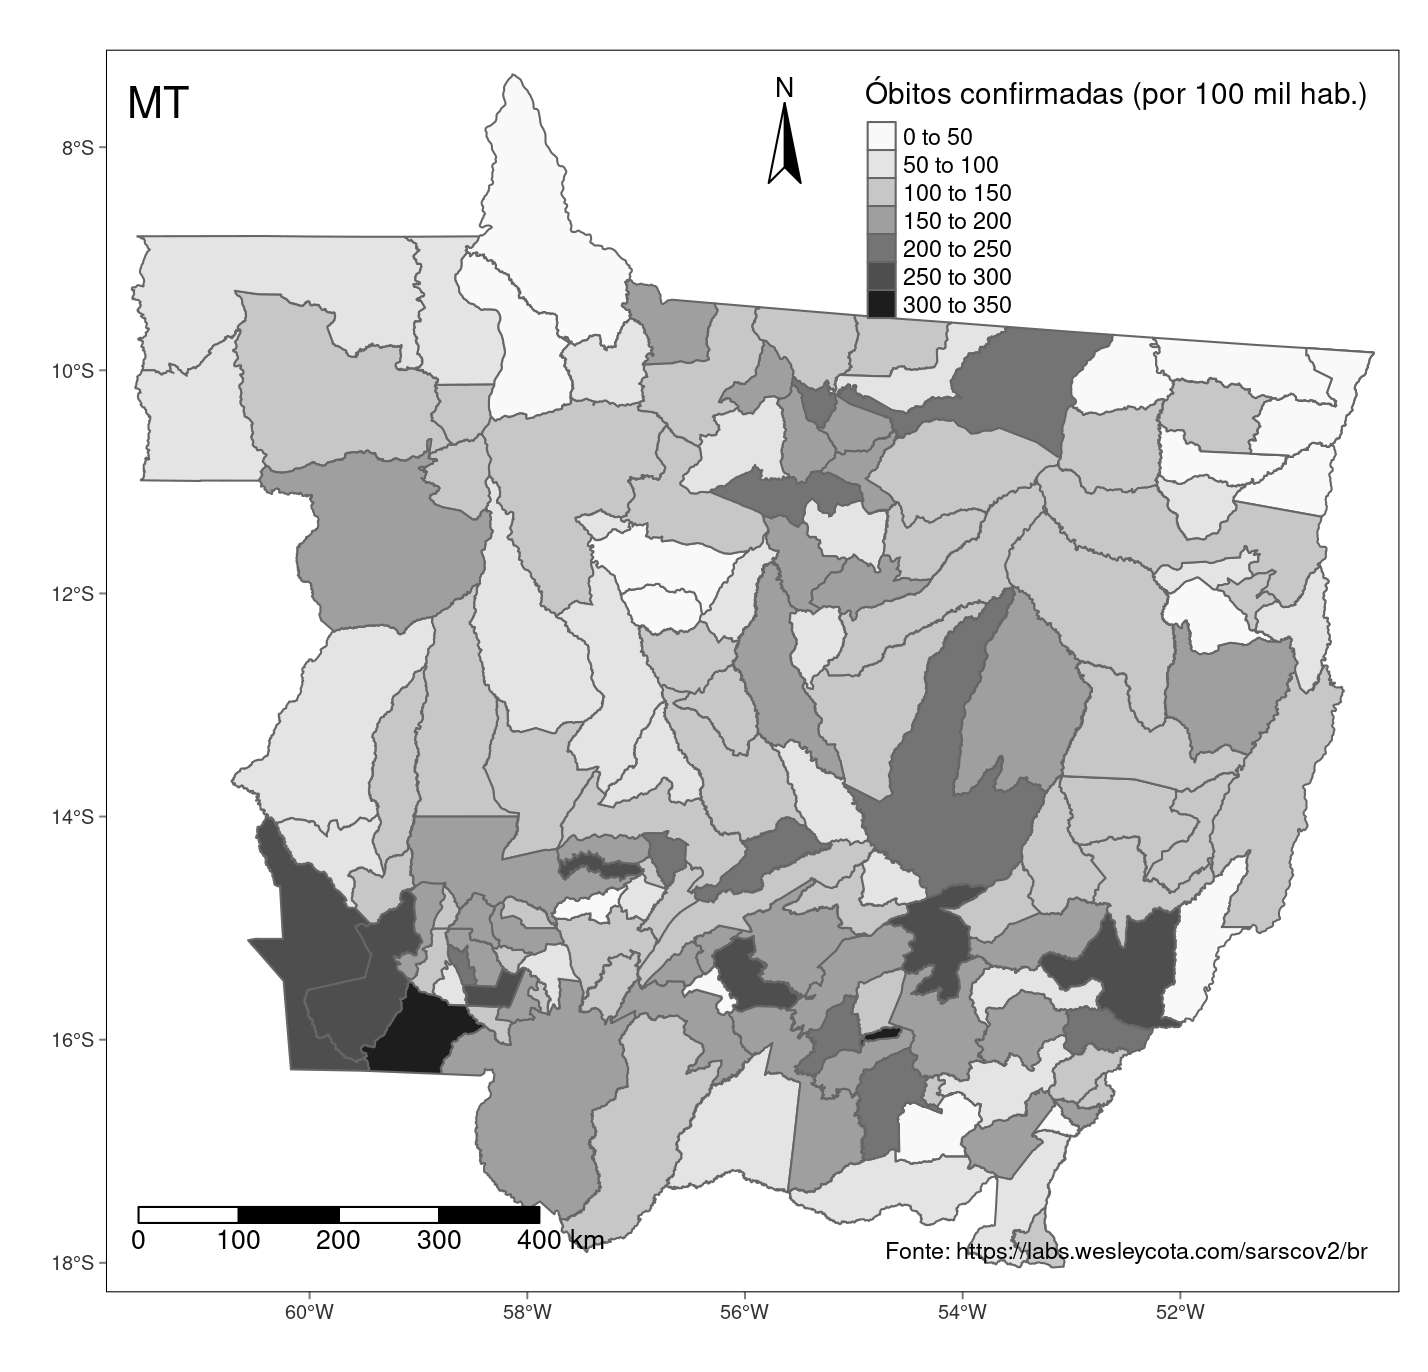 MT
N
Óbitos confirmadas (por 100 mil hab.)
0 to 50
50 to 100
100 to 150
150 to 200
200 to 250
250 to 300
300 to 350
8°S
10°S
12°S
14°S
16°S
18°S
0 100 200 300 400 km
Fonte: https://labs.wesleycota.com/sarscov2/br
60°W 58°W 56°W 54°W 52°W